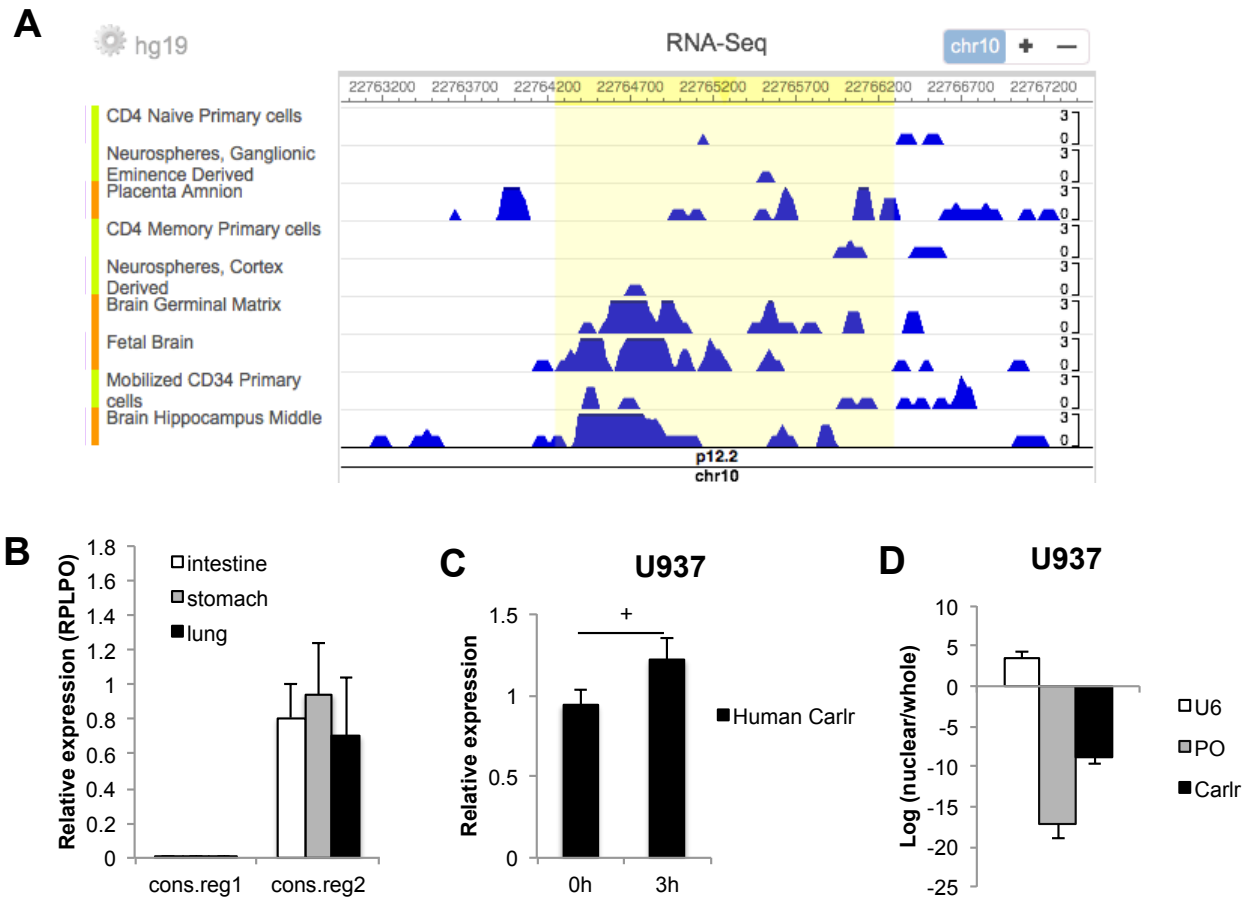 A
hg19
RNA-Seq
chr10 + —
22763200 22763700 22764200 22764700 22765200 22765700 22766200 22766700 22767200
CD4 Naive Primary cells
3
0
Neurospheres, Ganglionic
Eminence Derived
3
0
Placenta Amnion
3
0
CD4 Memory Primary cells
3
0
Neurospheres, Cortex
Derived
3
0
Brain Germinal Matrix
3
0
Fetal Brain
3
0
Mobilized CD34 Primary
cells
3
0
Brain Hippocampus Middle
3
0
p12.2
chr10
B
Relative expression (RPLPO)
1.8
1.6
1.4
1.2
1
0.8
0.6
0.4
0.2
0
intestine
stomach
lung
cons.reg1 cons.reg2
C
U937
Relative expression
1.5
1
0.5
0
+
0h 3h
Human Carlr
D
U937
Log (nuclear/whole)
10
5
0
-5
-10
-15
-20
-25
U6
PO
Carlr